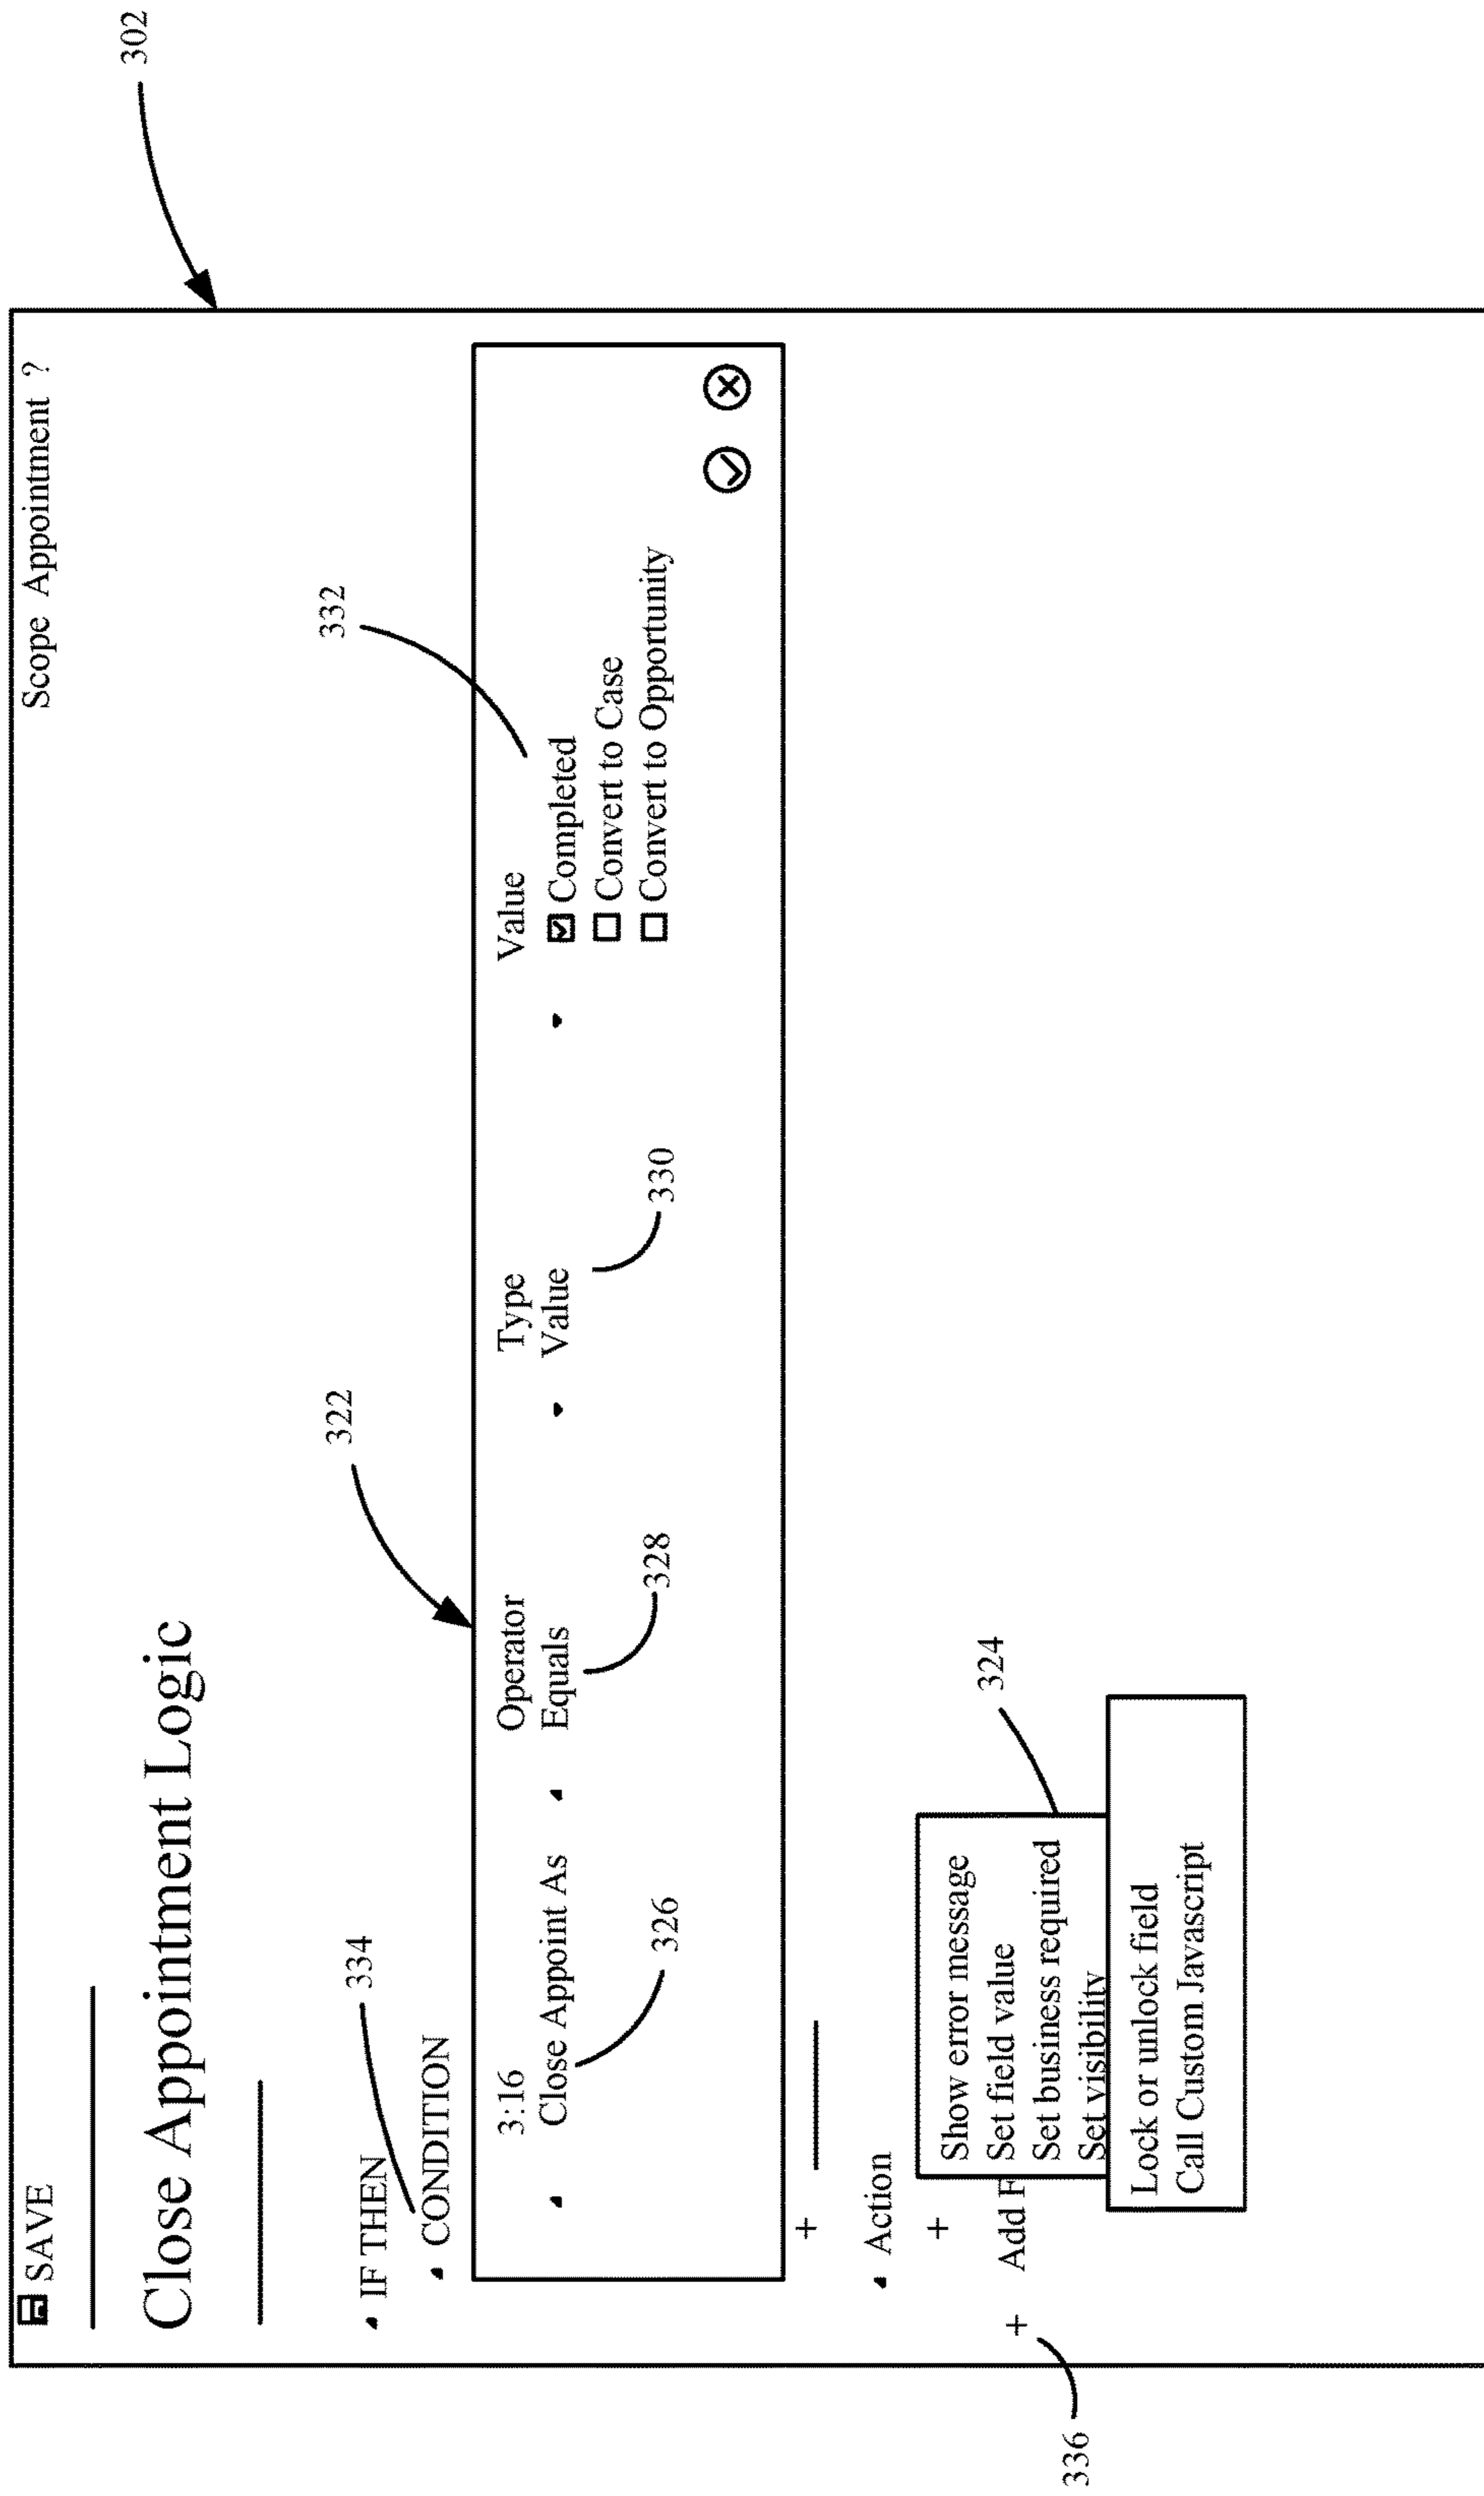 302
SAVE
Scope Appointment ?
Close Appointment Logic
332
322
334
IF THEN
CONDITION
3:16
Operator
Type
Value
Close Appoint As
Equals
Value
Completed
Convert to Case
Convert to Opportunity
326
328
330
+
Action
+
324
Show error message
Set field value
Set business required
Set visibility
+ Add F
Lock or unlock field
Call Custom Javascript
336